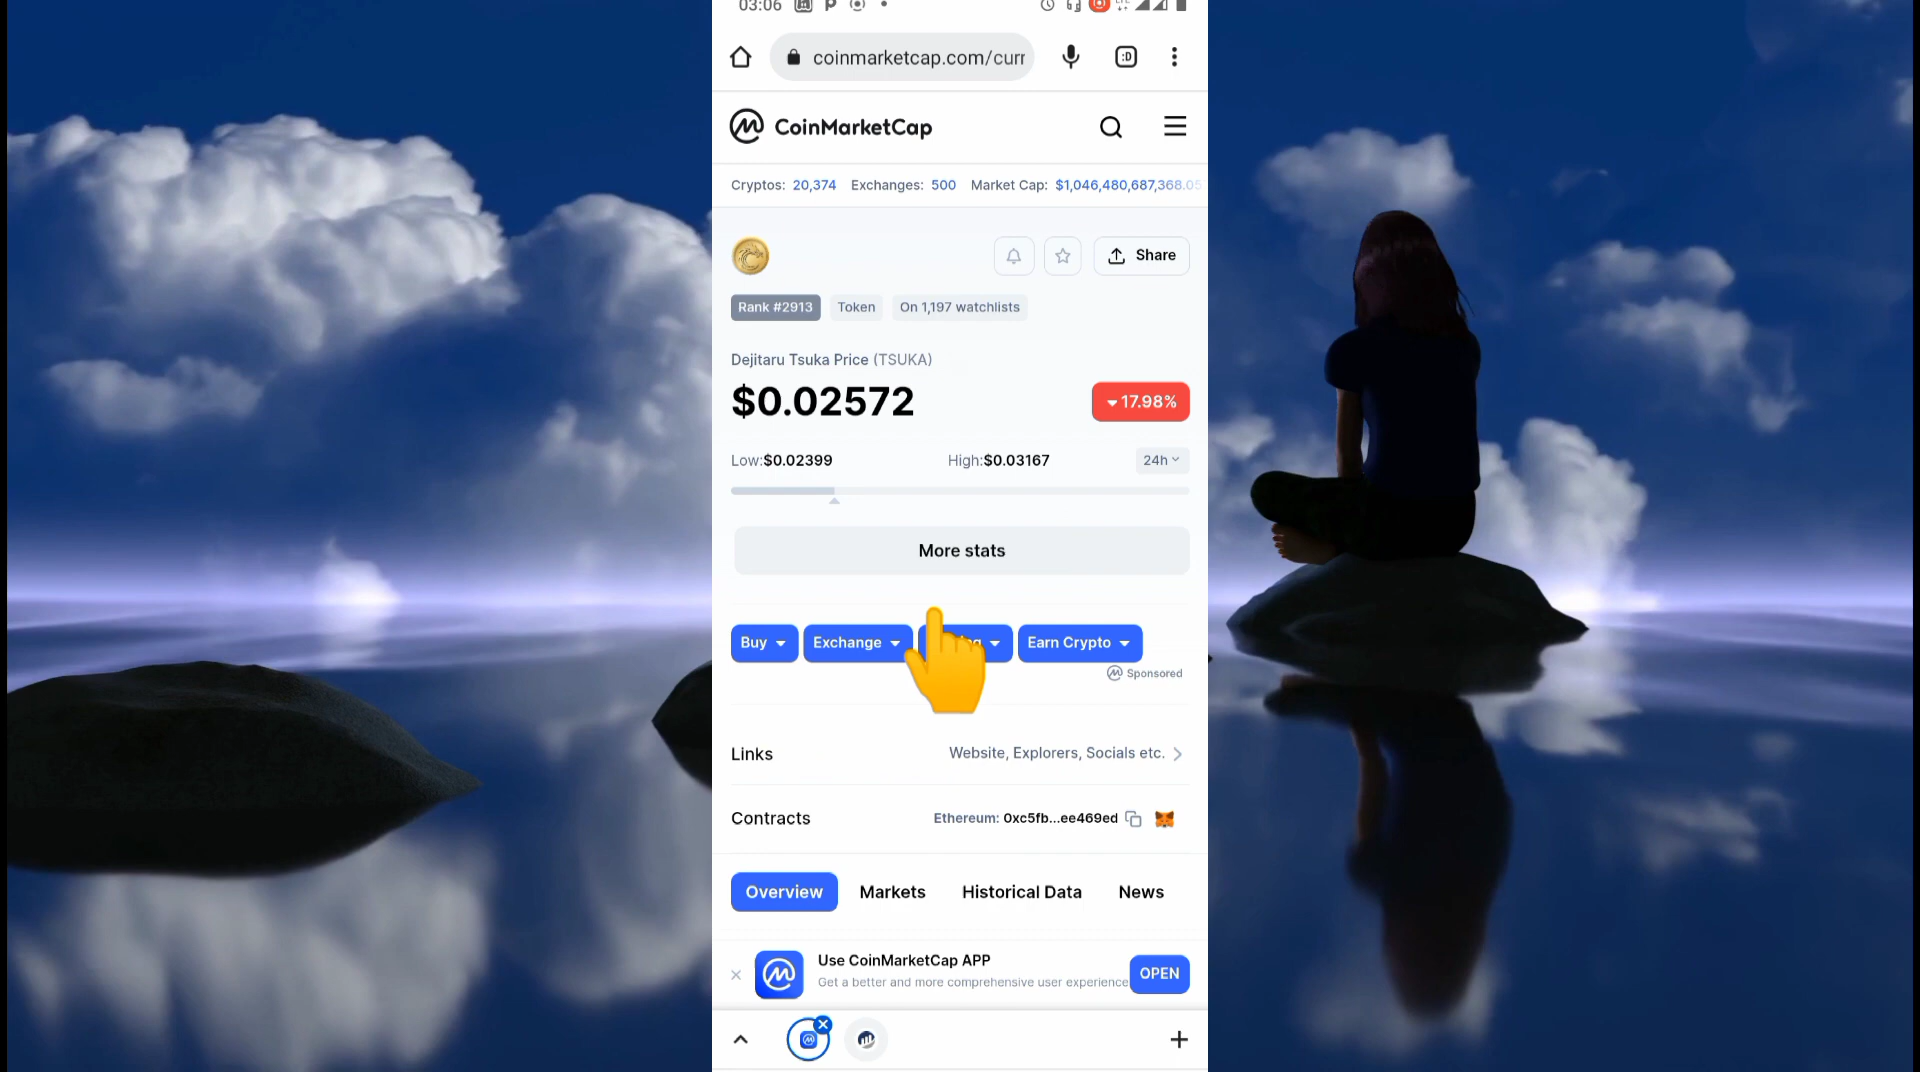 03:06
coinmarketcap.com/curr
:D
CoinMarketCap
Cryptos: 20,374 Exchanges: 500 Market Cap: $1,046,480,687,368.05
Share
Rank #2913 Token On 1,197 watchlists
Dejitaru Tsuka Price (TSUKA)
$0.02572
17.98%
Low:$0.02399 High:$0.03167 24h
More stats
Buy Exchange Earn Crypto
Sponsored
Links Website, Explorers, Socials etc.
Contracts Ethereum: 0xc5fb...ee469ed
Overview Markets Historical Data News
Use CoinMarketCap APP
Get a better and more comprehensive user experience
OPEN